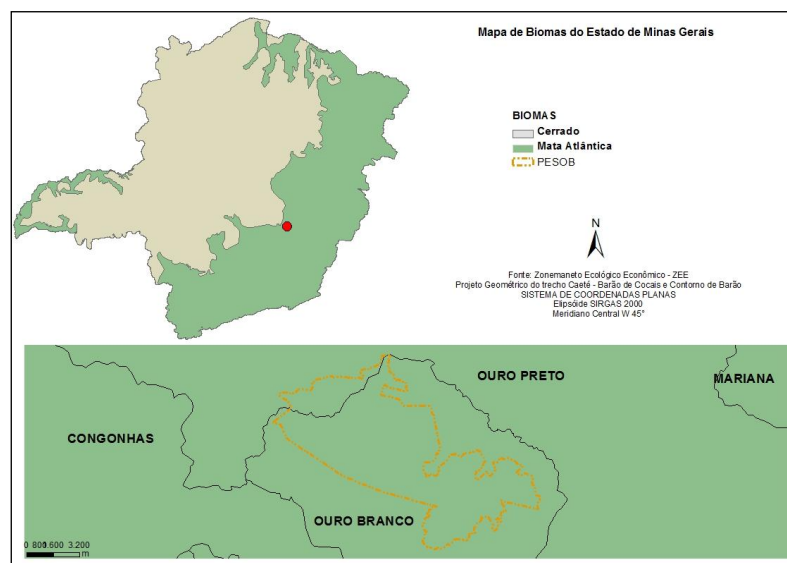 Mapa de Biomas do Estado de Minas Gerais
BIOMAS
Cerrado
Mata Atlântica
PESOB
N
Fonte: Zonemaneto Ecológico Econômico - ZEE
Projeto Geométrico do trecho Caeté - Barão de Cocais e Contorno de Barão
SISTEMA DE COORDENADAS PLANAS
Elipsóide SIRGAS 2000
Meridiano Central W 45°
OURO PRETO
MARIANA
CONGONHAS
OURO BRANCO
0 8001.600 3.200
m